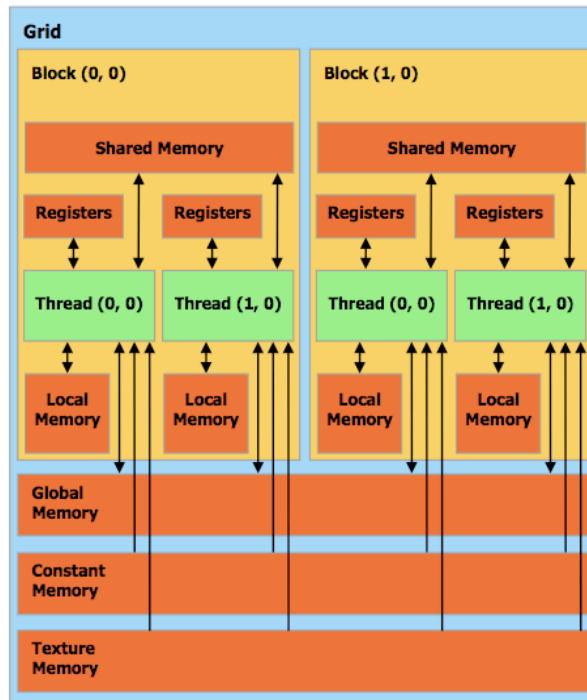 Grid
Block (0, 0)
Block (1, 0)
Shared Memory
Shared Memory
Registers
Registers
Registers
Registers
Thread (0, 0)
Thread (1, 0)
Thread (0, 0)
Thread (1, 0)
Local
Memory
Local
Memory
Local
Memory
Local
Memory
Global
Memory
Constant
Memory
Texture
Memory